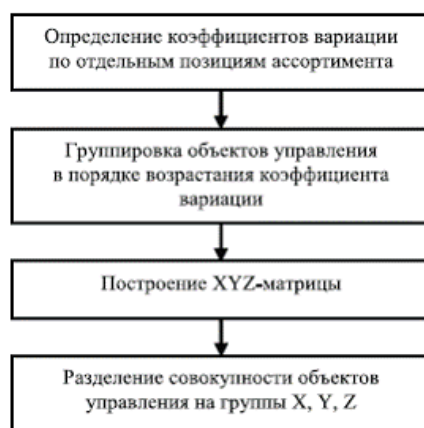 Определение коэффициентов вариации
по отдельным позициям ассортимента
Группировка объектов управления
в порядке возрастания коэффициента
вариации
Построение XYZ-матрицы
Разделение совокупности объектов
управления на группы X, Y, Z